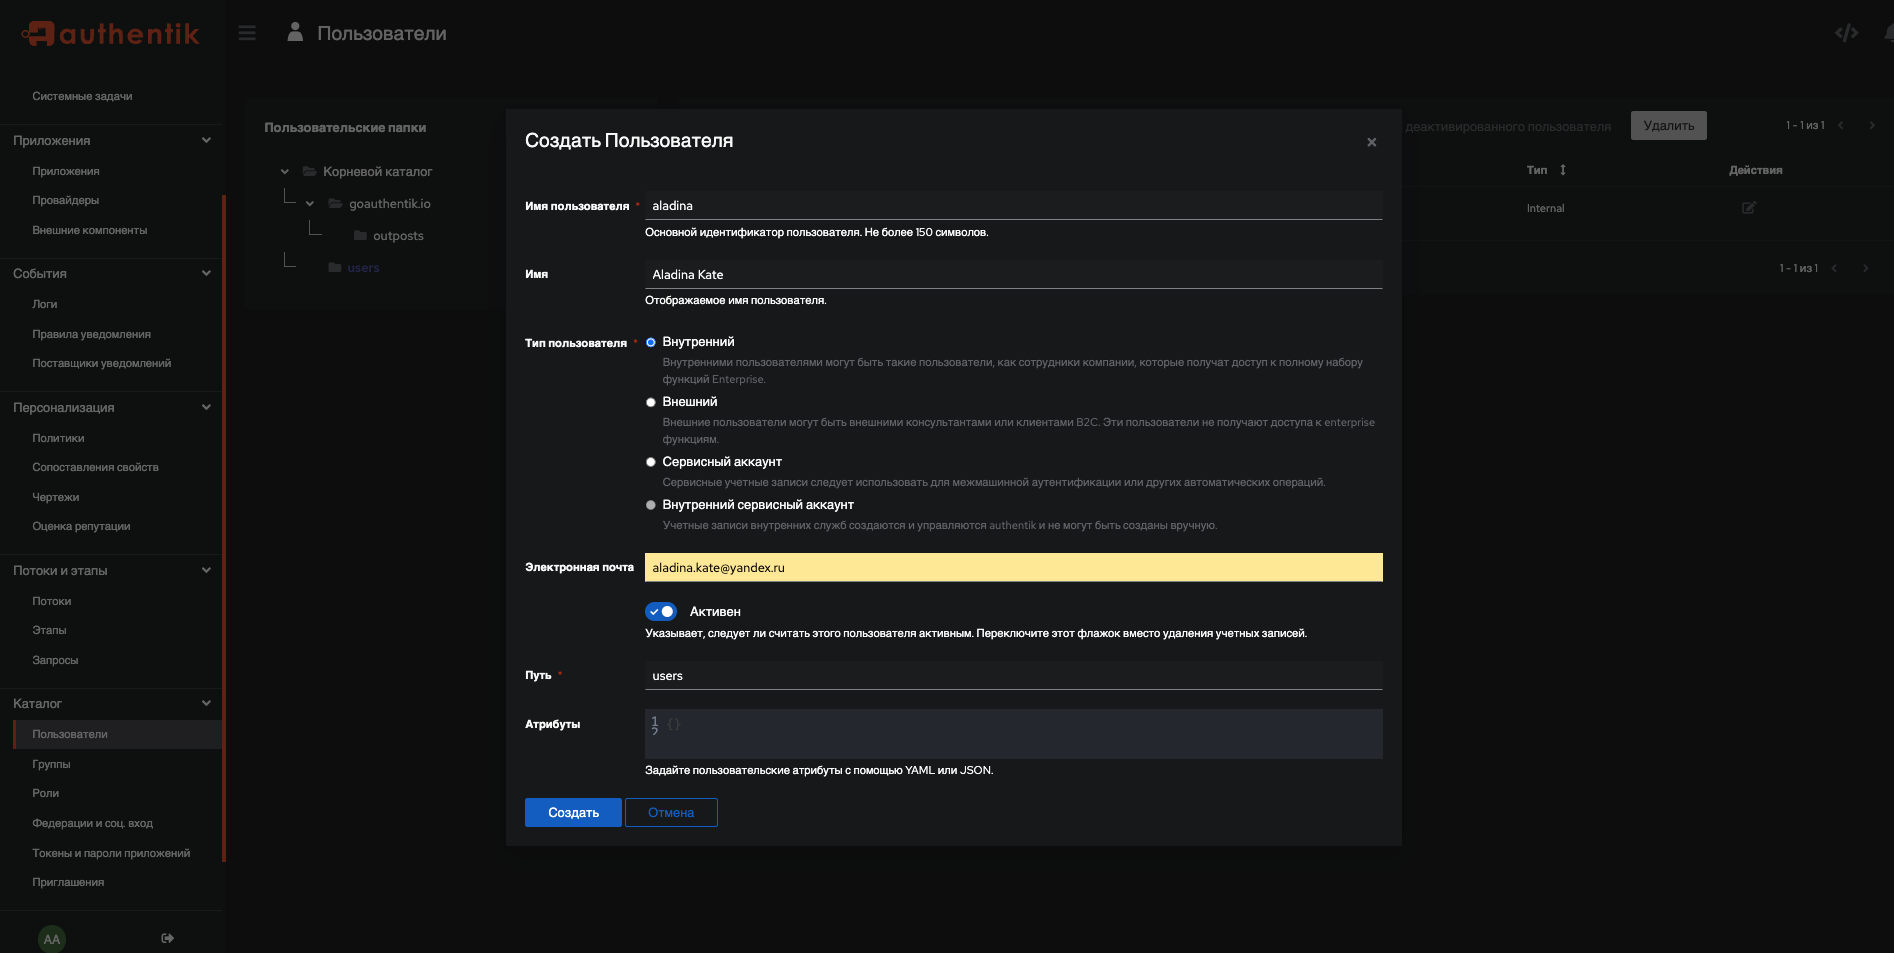 authentik
Системные задачи
Приложения
Приложения
Провайдеры
Внешние компоненты
События
Логи
Правила уведомления
Поставщики уведомлений
Персонализация
Политики
Сопоставления свойств
Чертежи
Оценка репутации
Потоки и этапы
Потоки
Этапы
Запросы
Каталог
Пользователи
Группы
Роли
Федерации и соц. вход
Токены и пароли приложений
Приглашения
AA
Пользователи
Пользовательские папки
Корневой каталог
goauthentik.io
outposts
users
деактивированного пользователя
Удалить
1 - 1 из 1
Тип
Действия
Internal
1 - 1 из 1
Создать Пользователя
Имя пользователя *
aladina
Основной идентификатор пользователя. Не более 150 символов.
Имя
Aladina Kate
Отображаемое имя пользователя.
Тип пользователя *
Внутренний
Внутренними пользователями могут быть такие пользователи, как сотрудники компании, которые получат доступ к полному набору
функций Enterprise.
Внешний
Внешние пользователи могут быть внешними консультантами или клиентами B2C. Эти пользователи не получают доступа к enterprise
функциям.
Сервисный аккаунт
Сервисные учетные записи следует использовать для межмашинной аутентификации или других автоматических операций.
Внутренний сервисный аккаунт
Учетные записи внутренних служб создаются и управляются authentik и не могут быть созданы вручную.
Электронная почта
aladina.kate@yandex.ru
Активен
Указывает, следует ли считать этого пользователя активным. Переключите этот флажок вместо удаления учетных записей.
Путь *
users
Атрибуты
1 {}
2
Задайте пользовательские атрибуты с помощью YAML или JSON.
Создать
Отмена